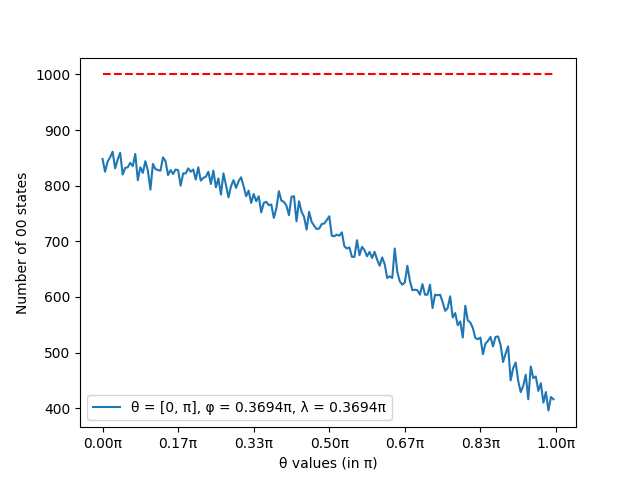 1000
900
800
700
600
500
400
Number of 00 states
θ = [0, π], φ = 0.3694π, λ = 0.3694π
0.00π 0.17π 0.33π 0.50π 0.67π 0.83π 1.00π
θ values (in π)